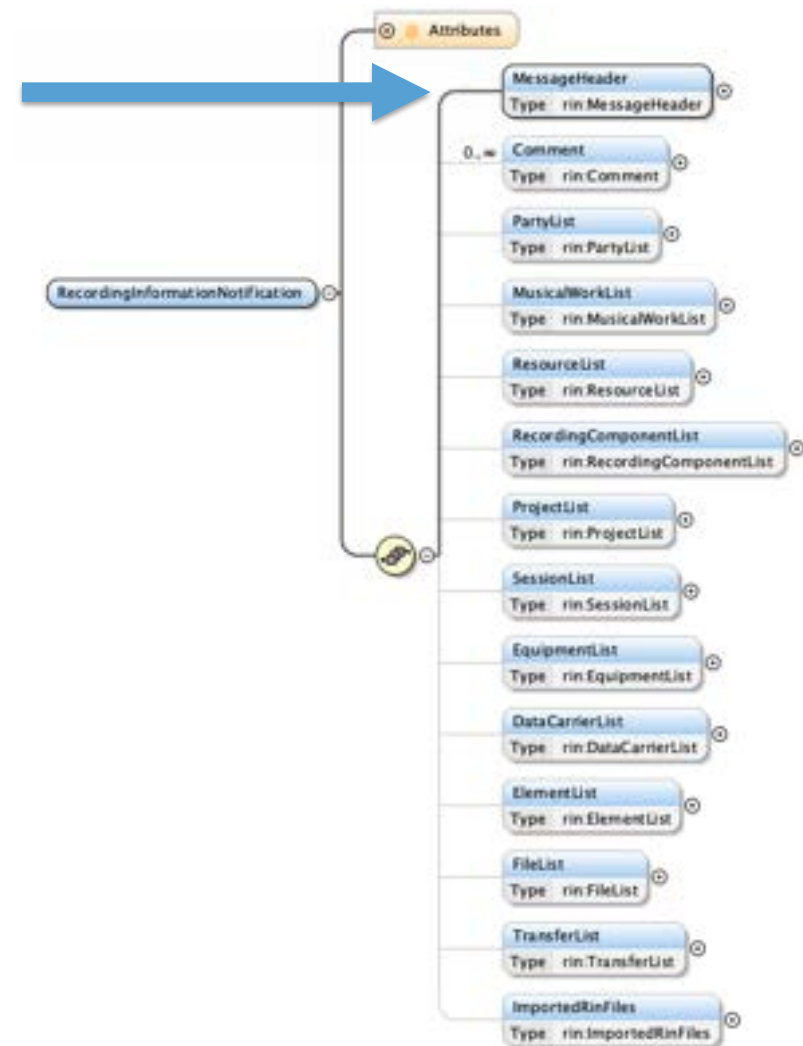 Attributes
MessageHeader
Type rin:MessageHeader
0..∞ Comment
Type rin:Comment
PartyList
Type rin:PartyList
RecordingInformationNotification
MusicalWorkList
Type rin:MusicalWorkList
ResourceList
Type rin:ResourceList
RecordingComponentList
Type rin:RecordingComponentList
ProjectList
Type rin:ProjectList
SessionList
Type rin:SessionList
EquipmentList
Type rin:EquipmentList
DataCarrierList
Type rin:DataCarrierList
ElementList
Type rin:ElementList
FileList
Type rin:FileList
TransferList
Type rin:TransferList
ImportedRinFiles
Type rin:ImportedRinFiles